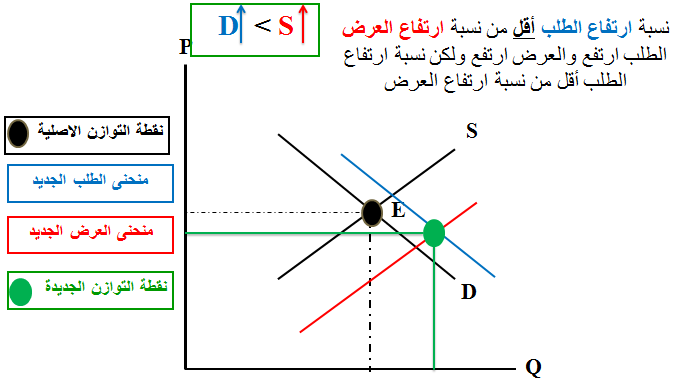 D < S
نسبة ارتفاع الطلب أقل من نسبة ارتفاع العرض
الطلب ارتفع والعرض ارتفع ولكن نسبة ارتفاع
الطلب أقل من نسبة ارتفاع العرض
P
نقطة التوازن الاصلية
منحنى الطلب الجديد
منحنى العرض الجديد
نقطة التوازن الجديدة
S
E
D
Q